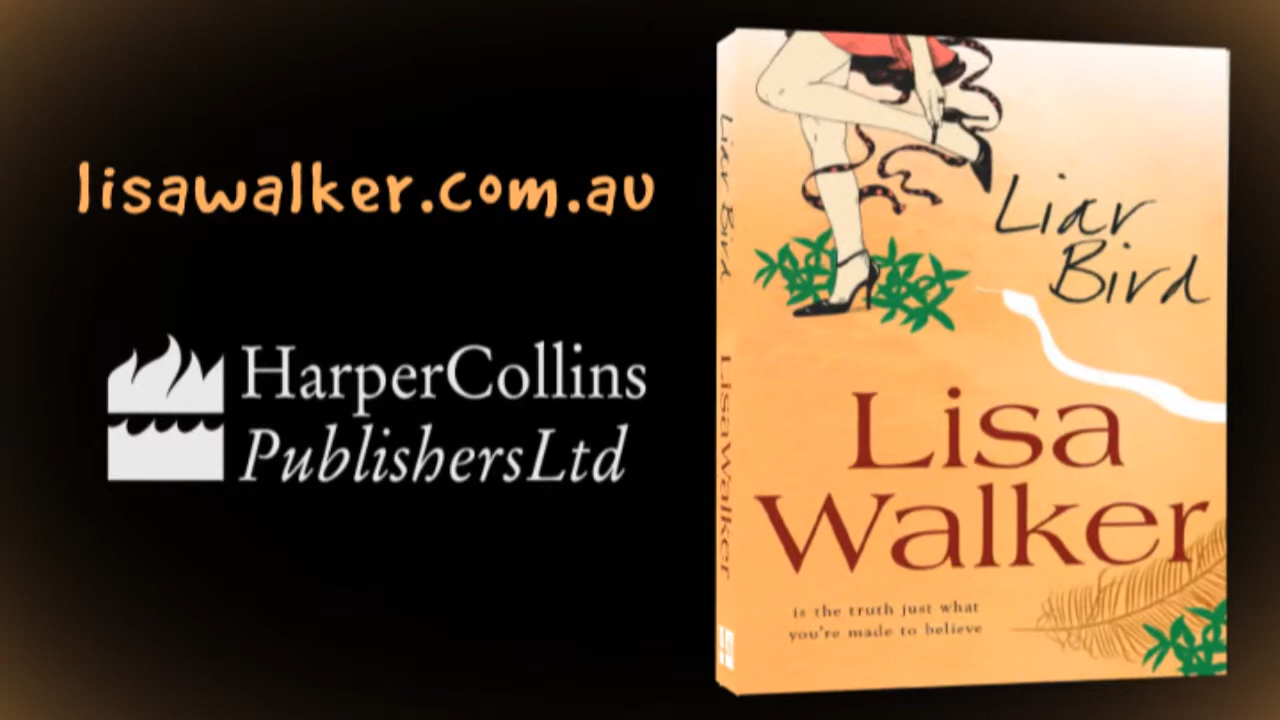 lisawalker.com.au
HarperCollins
PublishersLtd
Liar Bird
Lisa Walker
Liar
Bird
Lisa
Walker
is the truth just what
you're made to believe